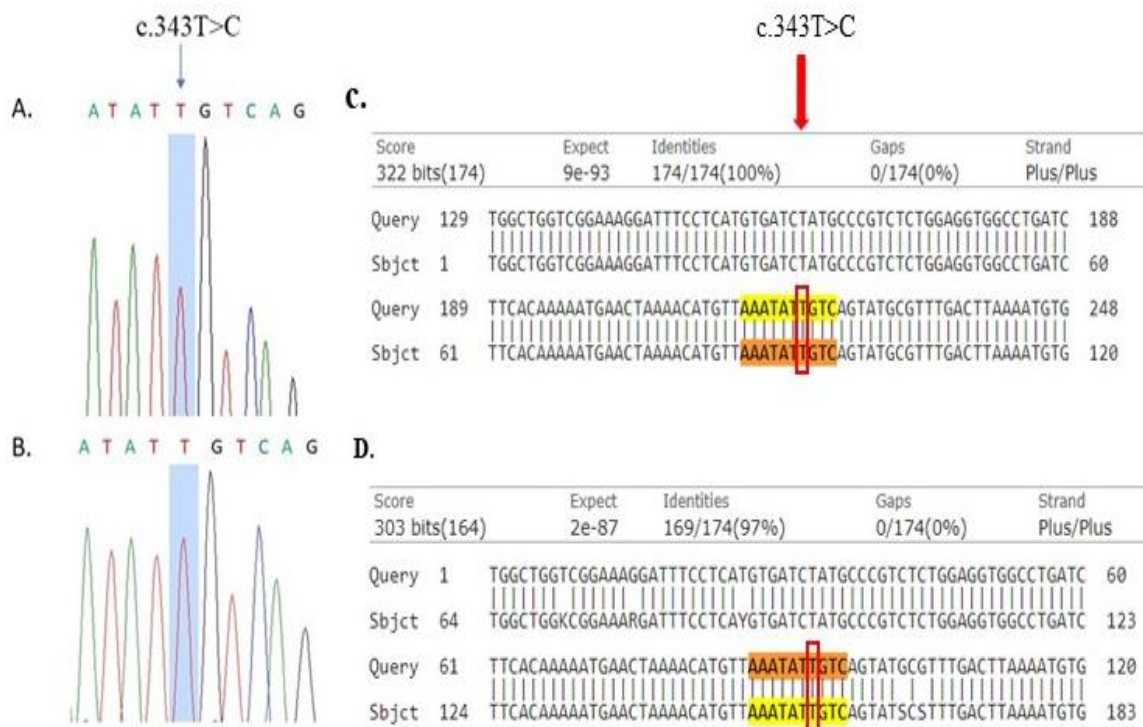 c.343T>C
A.
A T A T T G T C A G
B.
A T A T T G T C A G
c.343T>C
C.
Score Expect Identities Gaps Strand
322 bits(174) 9e-93 174/174(100%) 0/174(0%) Plus/Plus
Query 129 TGGCTGGTCGGAAAGGATTTCCTCATGTGATCTATGCCCGTCTCTGGAGGTGGCCTGATC 188
Sbjct 1 TGGCTGGTCGGAAAGGATTTCCTCATGTGATCTATGCCCGTCTCTGGAGGTGGCCTGATC 60
Query 189 TTCACAAAAATGAACTAAAACATGTTAAATATTGTCAGTATGCGTTTGACTTAAAATGTG 248
Sbjct 61 TTCACAAAAATGAACTAAAACATGTTAAATATTGTCAGTATGCGTTTGACTTAAAATGTG 120
D.
Score Expect Identities Gaps Strand
303 bits(164) 2e-87 169/174(97%) 0/174(0%) Plus/Plus
Query 1 TGGCTGGTCGGAAAGGATTTCCTCATGTGATCTATGCCCGTCTCTGGAGGTGGCCTGATC 60
Sbjct 64 TGGCTGGKCGGAAARGATTTCCTCAYGTGATCTATGCCCGTCTCTGGAGGTGGCCTGATC 123
Query 61 TTCACAAAAATGAACTAAAACATGTTAAATATTGTCAGTATGCGTTTGACTTAAAATGTG 120
Sbjct 124 TTCACAAAAATGAACTAAAACATGTTAAATATTGTCAGTATSCSTTTGACTTAAAATGTG 183